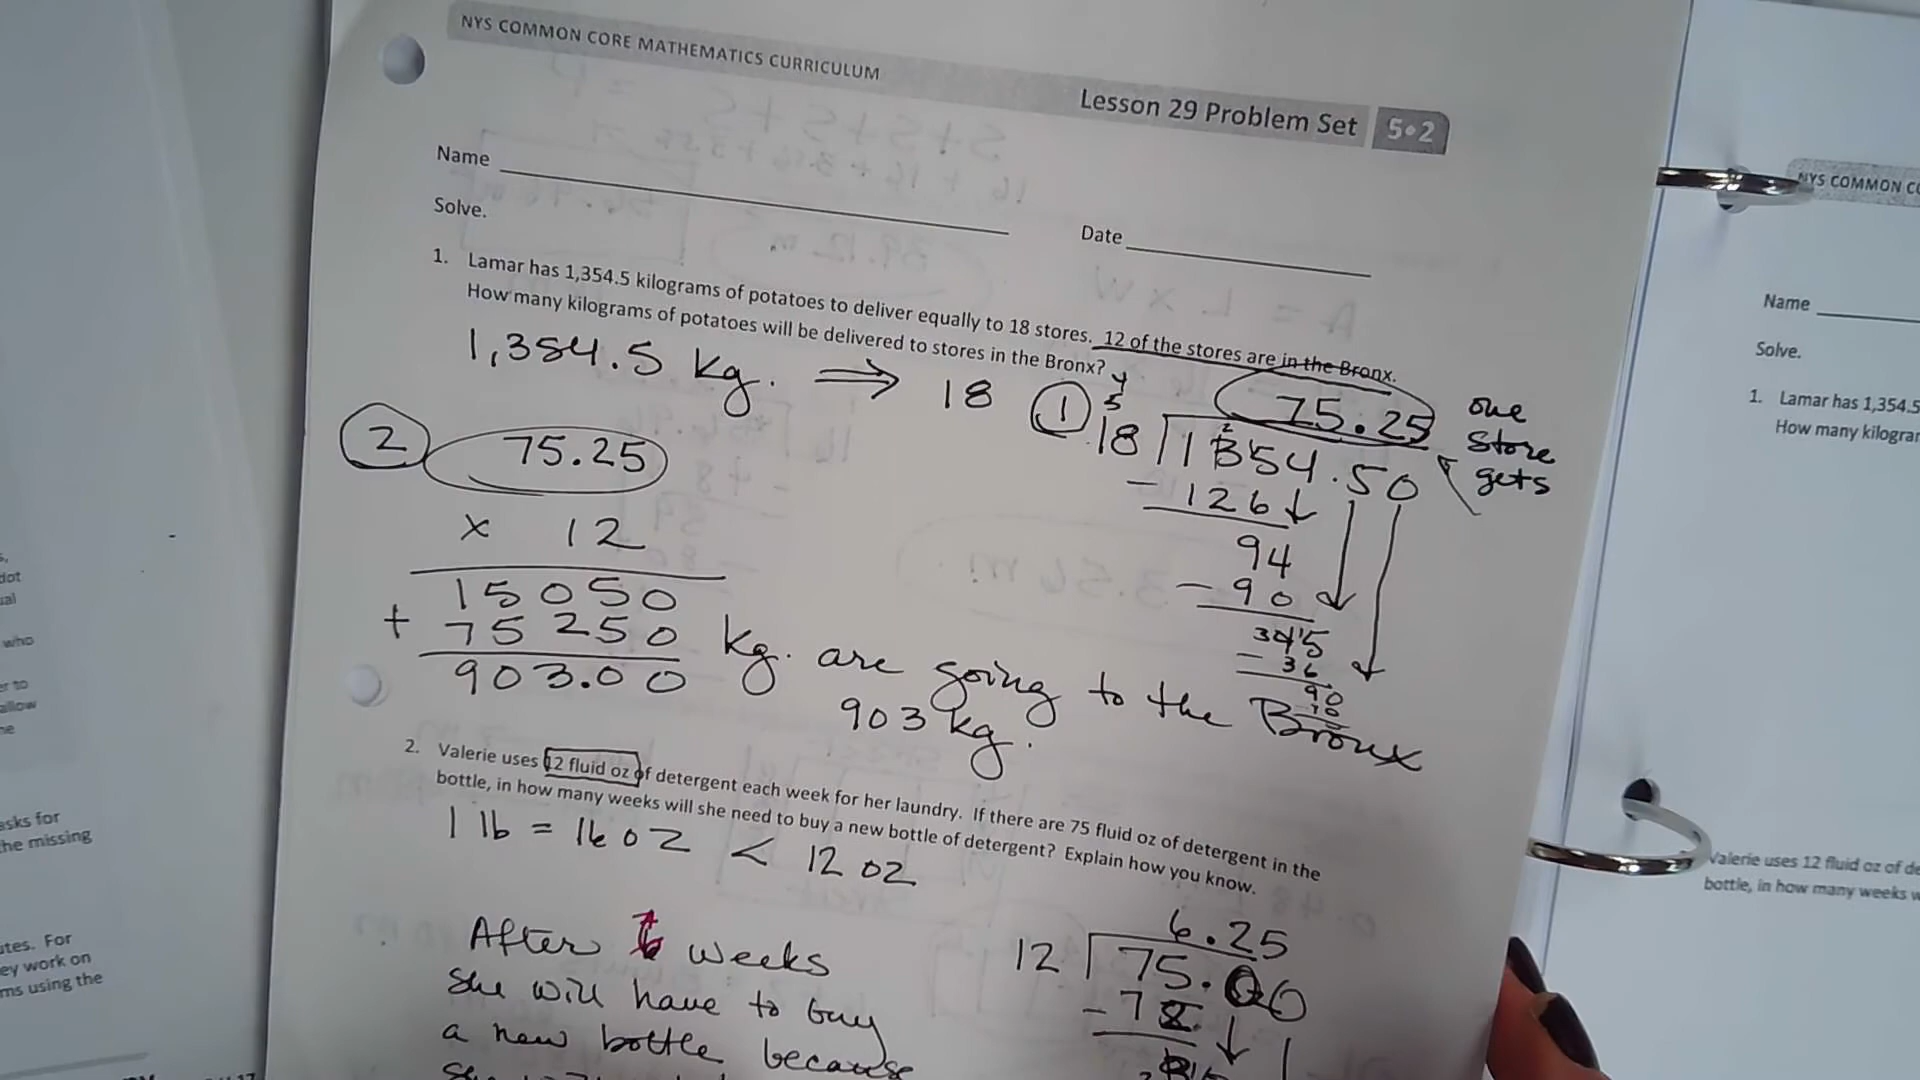 NYS COMMON CORE MATHEMATICS CURRICULUM
Lesson 29 Problem Set 5•2
Name
Date
Solve.
1. Lamar has 1,354.5 kilograms of potatoes to deliver equally to 18 stores. 12 of the stores are in the Bronx.
How many kilograms of potatoes will be delivered to stores in the Bronx?
1,354.5 kg. ⇒ 18
1
75.25
18 1354.50
- 126
94
- 90
- 36
90
one
store
gets
2 75.25
x 12
15050
+ 75250
903.00 kg. are going to the Bronx
903 kg.
2. Valerie uses 12 fluid oz of detergent each week for her laundry. If there are 75 fluid oz of detergent in the
bottle, in how many weeks will she need to buy a new bottle of detergent? Explain how you know.
1 lb = 16 oz < 12 oz
After weeks
she will have to buy
a new bottle because
6.25
12 75.00
- 72
NYS COMMON
Name
Solve.
1. Lamar has 1,354.5
How many
Valerie uses 12 fluid oz of
bottle, in how many weeks
who
asks for
missing
For
work on
using the